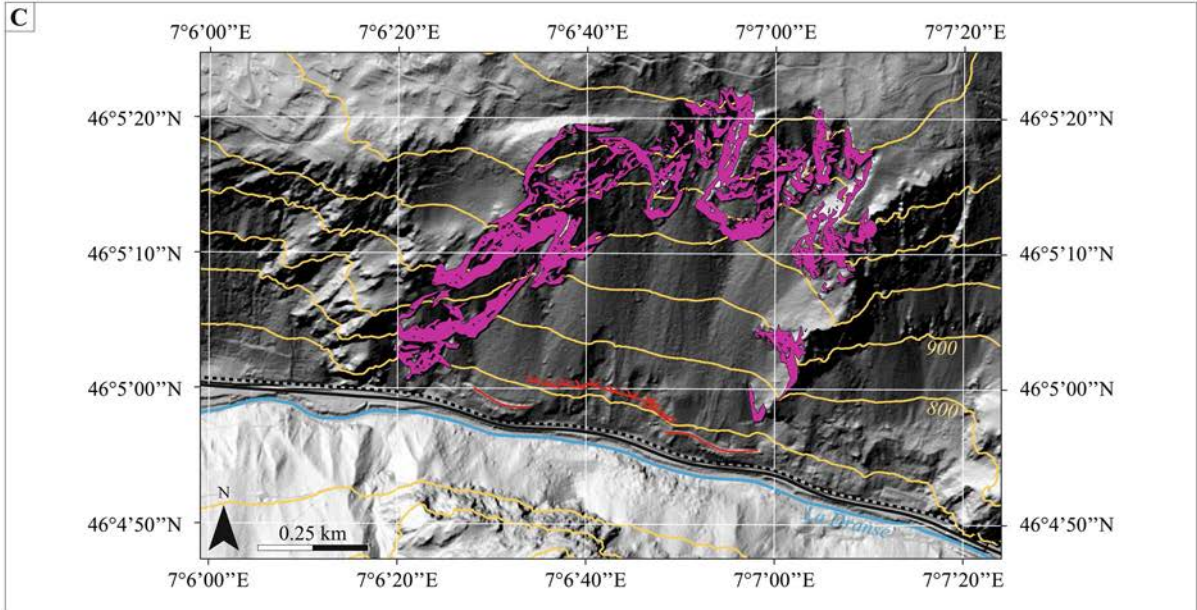 C
7°6’00’’E 7°6’20’’E 7°6’40’’E 7°7’00’’E 7°7’20’’E
46°5’20’’N 46°5’20’’N
46°5’10’’N 46°5’10’’N
900
46°5’00’’N 46°5’00’’N
800
N
46°4’50’’N La Dranse 46°4’50’’N
0.25 km
7°6’00’’E 7°6’20’’E 7°6’40’’E 7°7’00’’E 7°7’20’’E